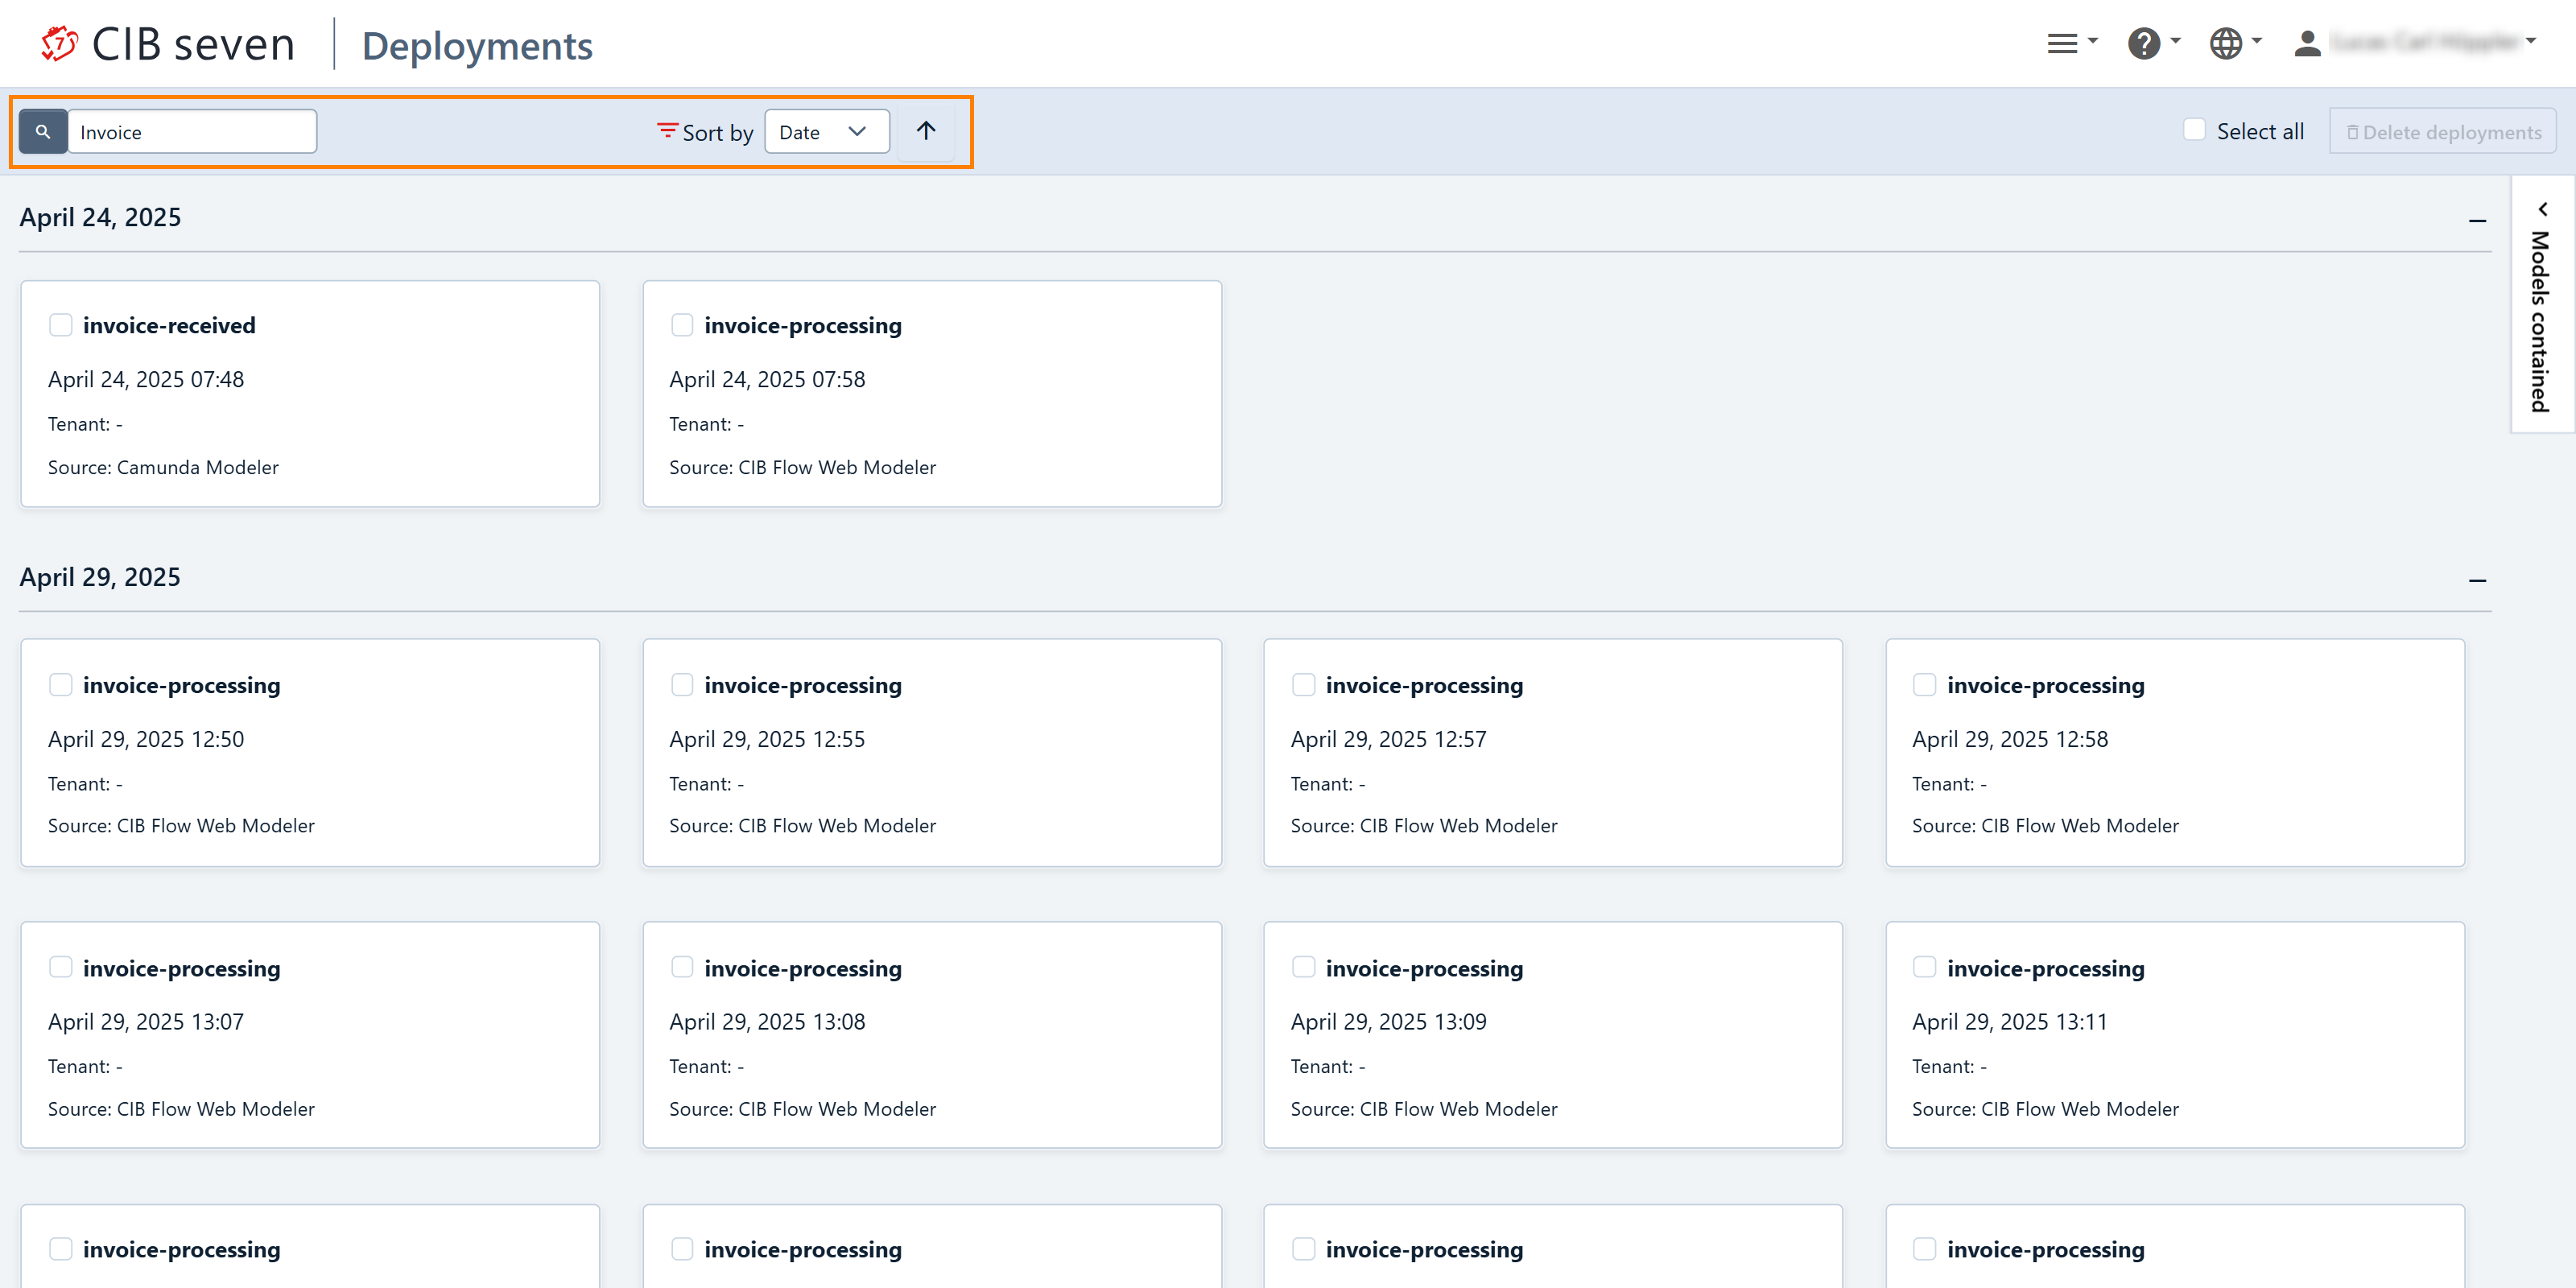 CIB seven Deployments
Invoice Sort by Date Select all Delete deployments
Models contained
April 24, 2025
invoice-received
April 24, 2025 07:48
Tenant: -
Source: Camunda Modeler
invoice-processing
April 24, 2025 07:58
Tenant: -
Source: CIB Flow Web Modeler
April 29, 2025
invoice-processing
April 29, 2025 12:50
Tenant: -
Source: CIB Flow Web Modeler
invoice-processing
April 29, 2025 12:55
Tenant: -
Source: CIB Flow Web Modeler
invoice-processing
April 29, 2025 12:57
Tenant: -
Source: CIB Flow Web Modeler
invoice-processing
April 29, 2025 12:58
Tenant: -
Source: CIB Flow Web Modeler
invoice-processing
April 29, 2025 13:07
Tenant: -
Source: CIB Flow Web Modeler
invoice-processing
April 29, 2025 13:08
Tenant: -
Source: CIB Flow Web Modeler
invoice-processing
April 29, 2025 13:09
Tenant: -
Source: CIB Flow Web Modeler
invoice-processing
April 29, 2025 13:11
Tenant: -
Source: CIB Flow Web Modeler
invoice-processing
invoice-processing
invoice-processing
invoice-processing